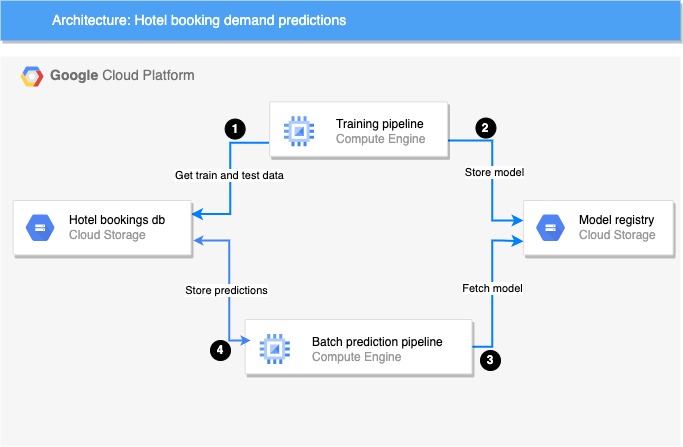 Architecture: Hotel booking demand predictions
Google Cloud Platform
1
Training pipeline
Compute Engine
2
Get train and test data
Store model
Hotel bookings db
Cloud Storage
Model registry
Cloud Storage
Store predictions
Fetch model
4
Batch prediction pipeline
Compute Engine
3